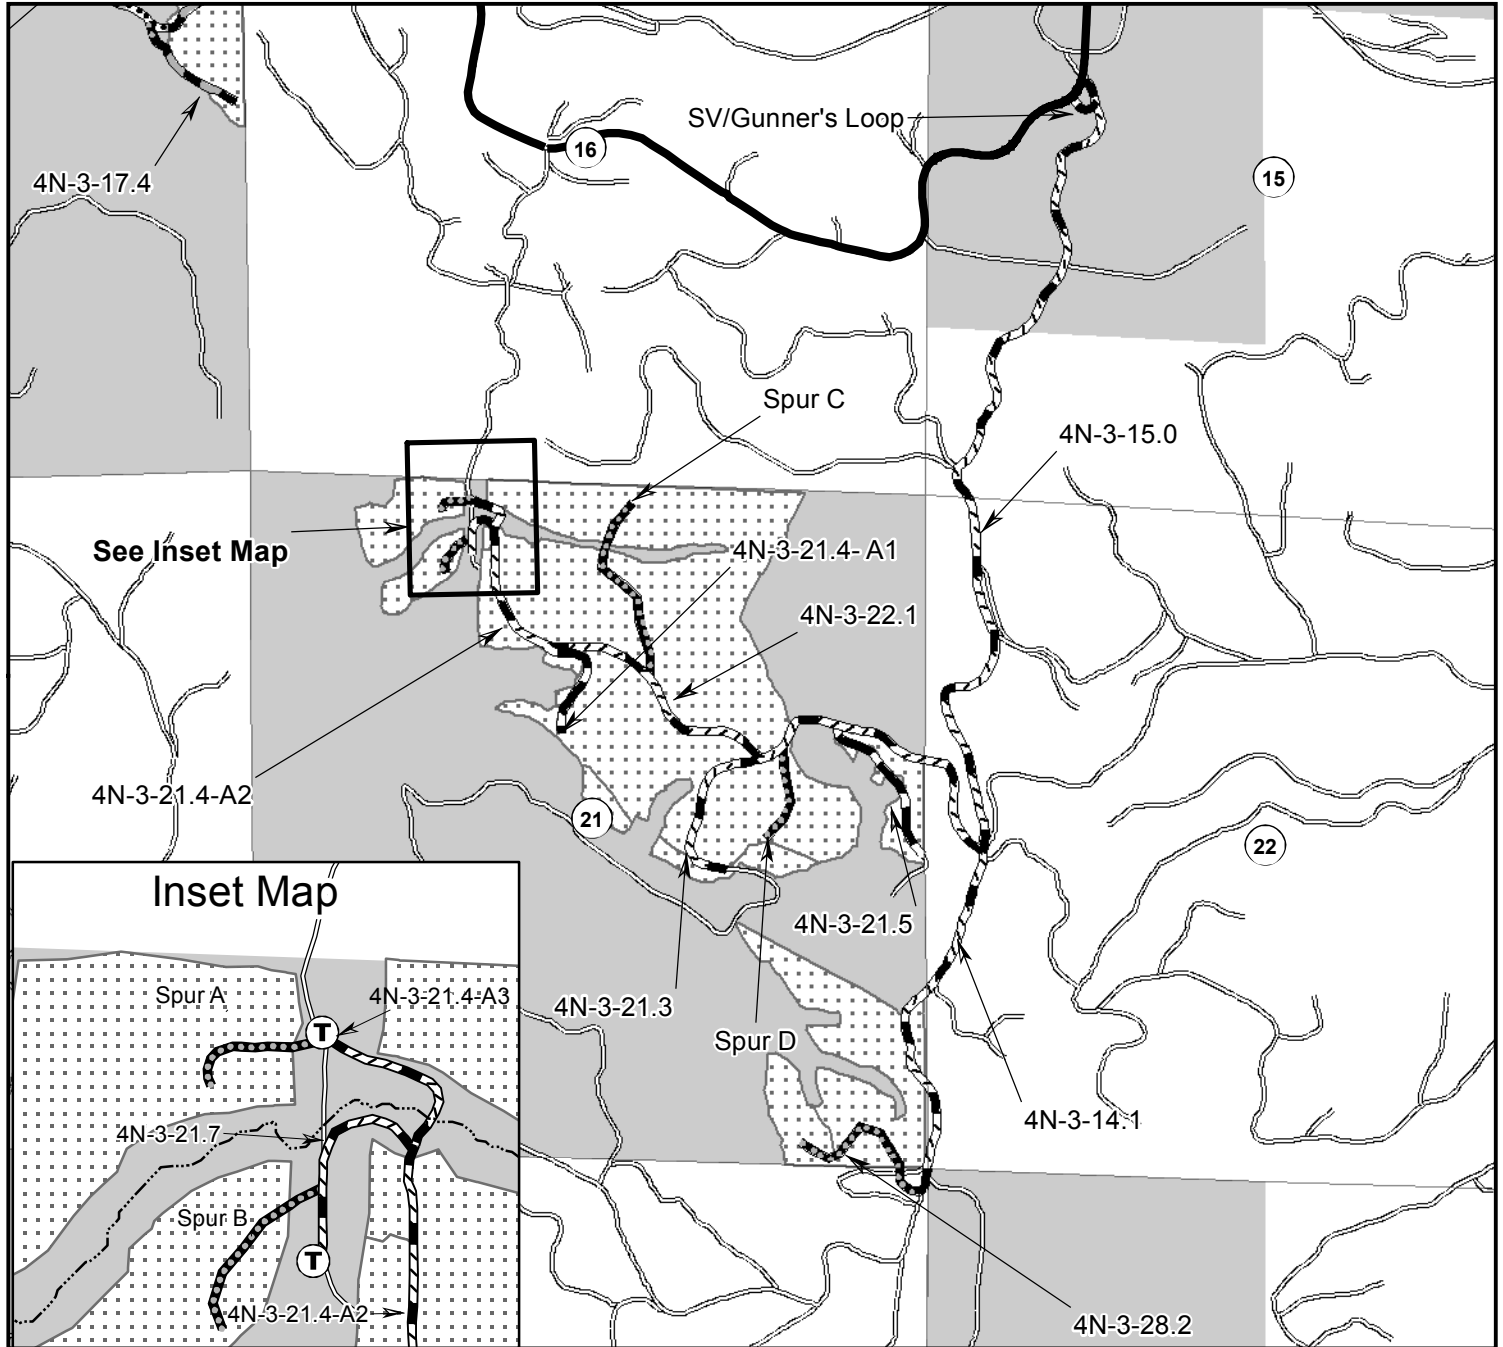 SV/Gunner's Loop
16
15
4N-3-17.4
Spur C
4N-3-15.0
See Inset Map
4N-3-21.4- A1
4N-3-22.1
4N-3-21.4-A2
21
22
4N-3-21.5
4N-3-21.3
Spur D
4N-3-14.1
4N-3-28.2
Inset Map
Spur A
4N-3-21.4-A3
T
4N-3-21.7
Spur B
T
4N-3-21.4-A2